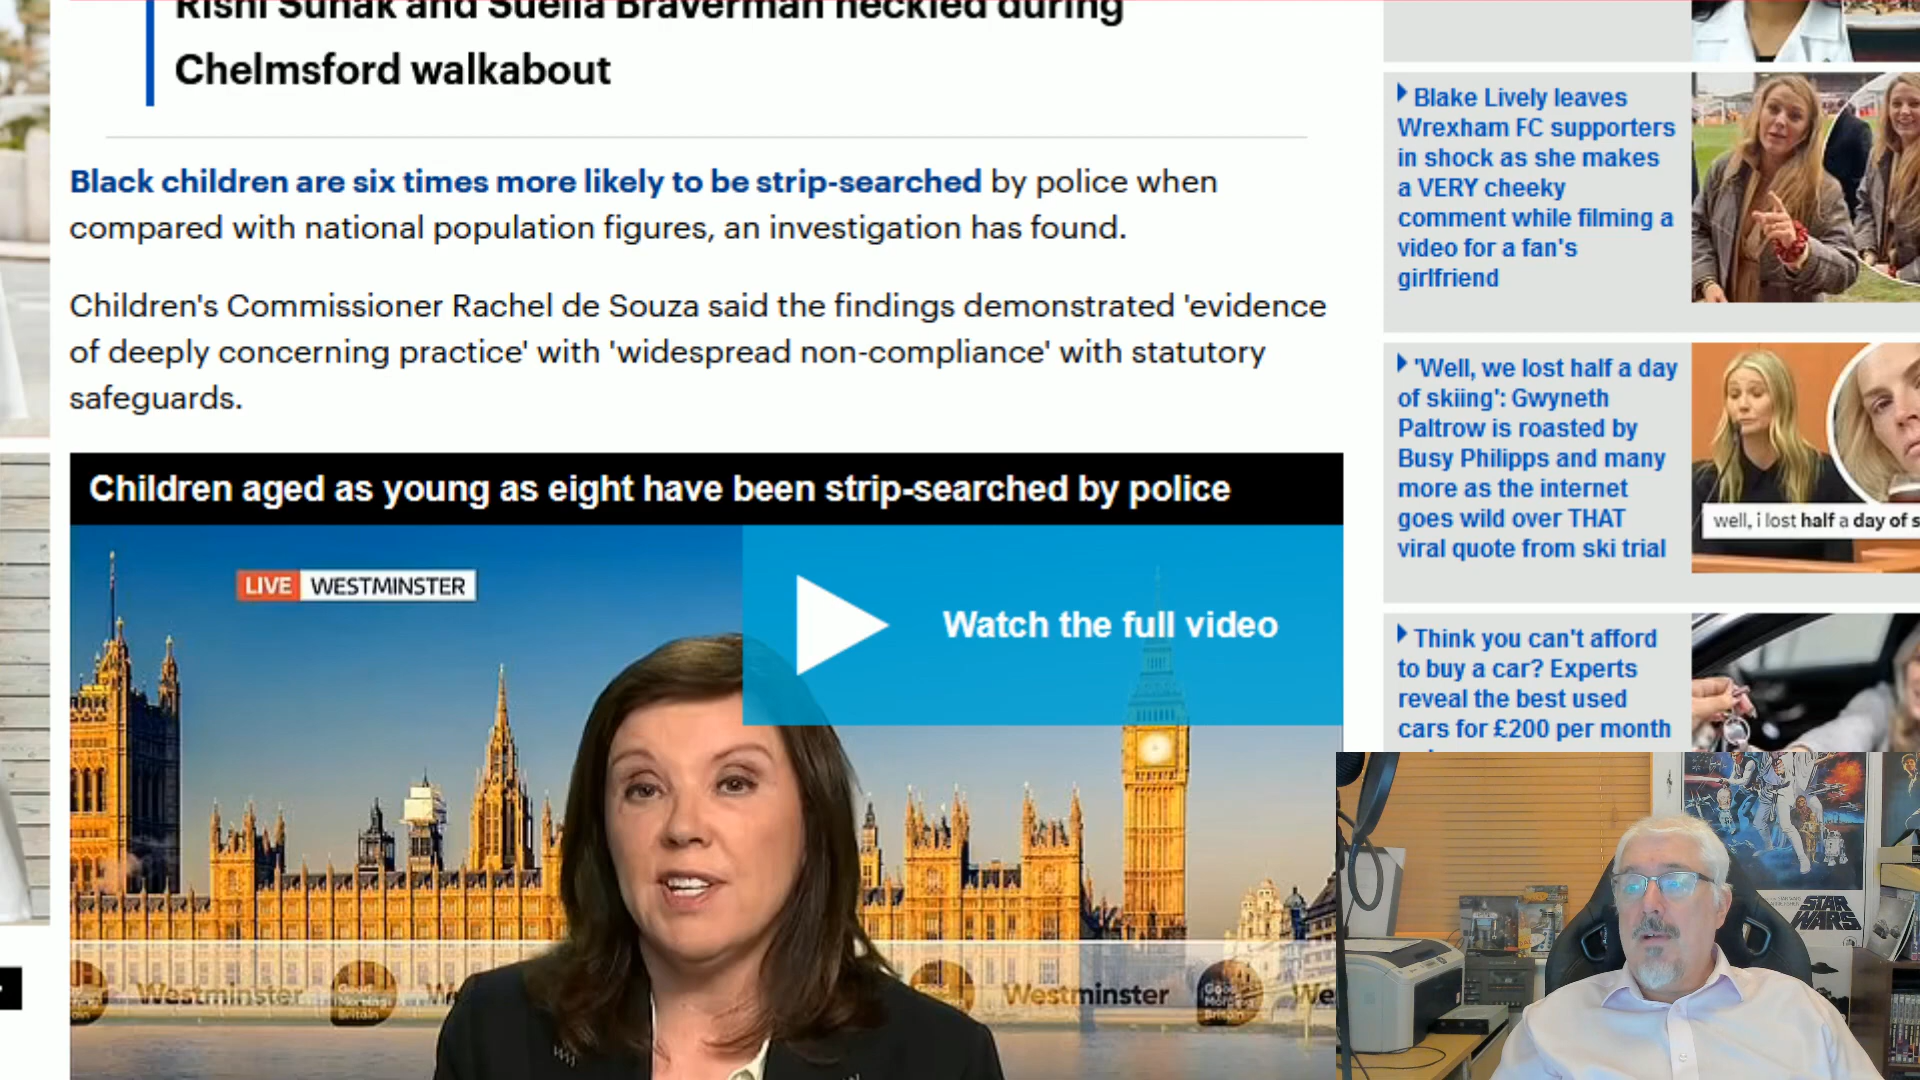 Rishi Sunak and Suella Braverman heckled during
Chelmsford walkabout
Black children are six times more likely to be strip-searched by police when
compared with national population figures, an investigation has found.
Children's Commissioner Rachel de Souza said the findings demonstrated 'evidence
of deeply concerning practice' with 'widespread non-compliance' with statutory
safeguards.
Children aged as young as eight have been strip-searched by police
LIVE WESTMINSTER
Watch the full video
Westminster
Good
Morning
Britain
Westminster
Good
Morning
Britain
We
Blake Lively leaves
Wrexham FC supporters
in shock as she makes
a VERY cheeky
comment while filming a
video for a fan's
girlfriend
'Well, we lost half a day
of skiing': Gwyneth
Paltrow is roasted by
Busy Philipps and many
more as the internet
goes wild over THAT
viral quote from ski trial
well, i lost half a day of s
Think you can't afford
to buy a car? Experts
reveal the best used
cars for £200 per month
STAR
WARS